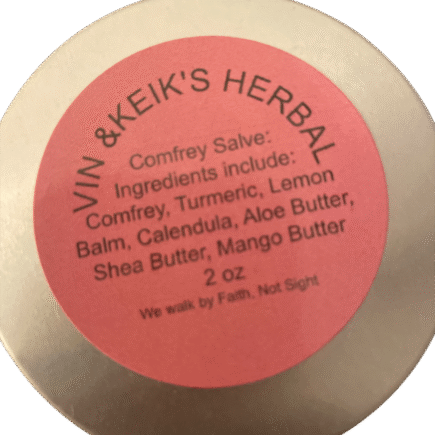 VIN &KEIK'S HERBAL
Comfrey Salve:
Ingredients include:
Comfrey, Turmeric, Lemon
Balm, Calendula, Aloe Butter,
Shea Butter, Mango Butter
2 oz
We walk by Faith, Not Sight